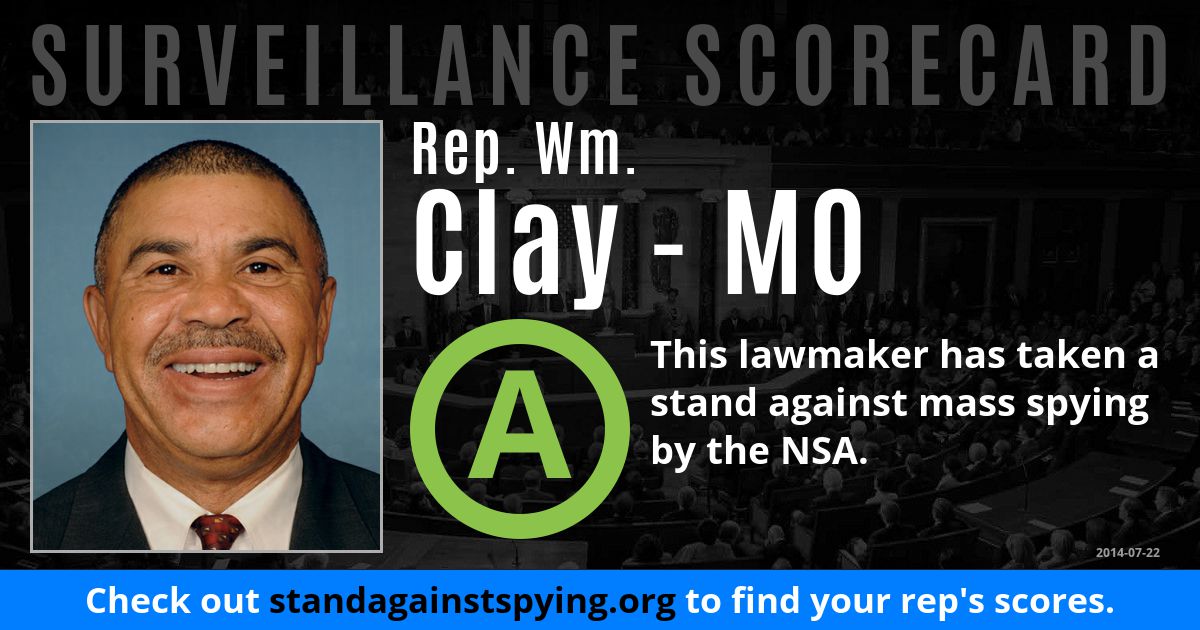 SURVEILLANCE SCORECARD
Rep. Wm.
Clay - MO
A
This lawmaker has taken a
stand against mass spying
by the NSA.
2014-07-22
Check out standagainstspying.org to find your rep's scores.